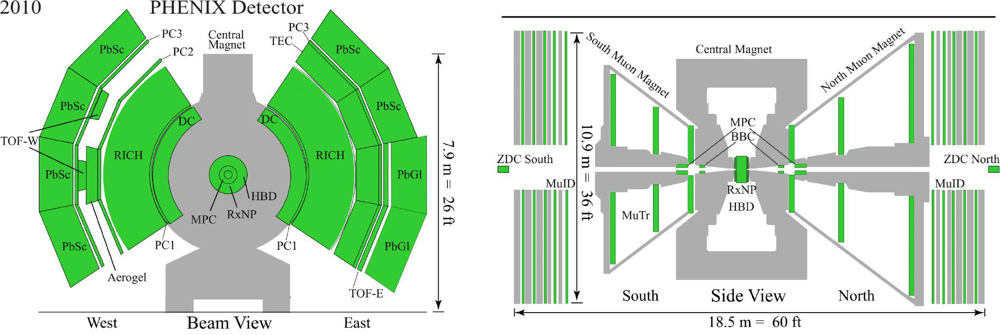 2010
PHENIX Detector
PC3
PC2
PbSc
PbSc
TOF-W
PbSc
PbSc
RICH
DC
Central
Magnet
HBD
RxNP
MPC
PC1
Aerogel
PC3
TEC
PbSc
PbSc
DC
RICH
PbGl
PbGl
PC1
TOF-E
7.9 m = 26 ft
West
Beam View
East
South Muon Magnet
Central Magnet
North Muon Magnet
MPC
BBC
ZDC South
ZDC North
10.9 m = 36 ft
MuID
RxNP
HBD
MuID
MuTr
South
Side View
North
18.5 m = 60 ft